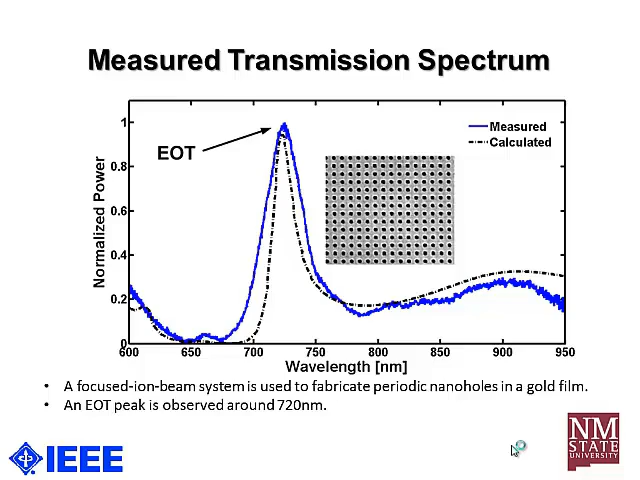 Measured Transmission Spectrum
1
0.8
0.6
0.4
0.2
0
Normalized Power
EOT
Measured
Calculated
600 650 700 750 800 850 900 950
Wavelength [nm]
• A focused-ion-beam system is used to fabricate periodic nanoholes in a gold film.
• An EOT peak is observed around 720nm.
IEEE
NM
STATE
UNIVERSITY